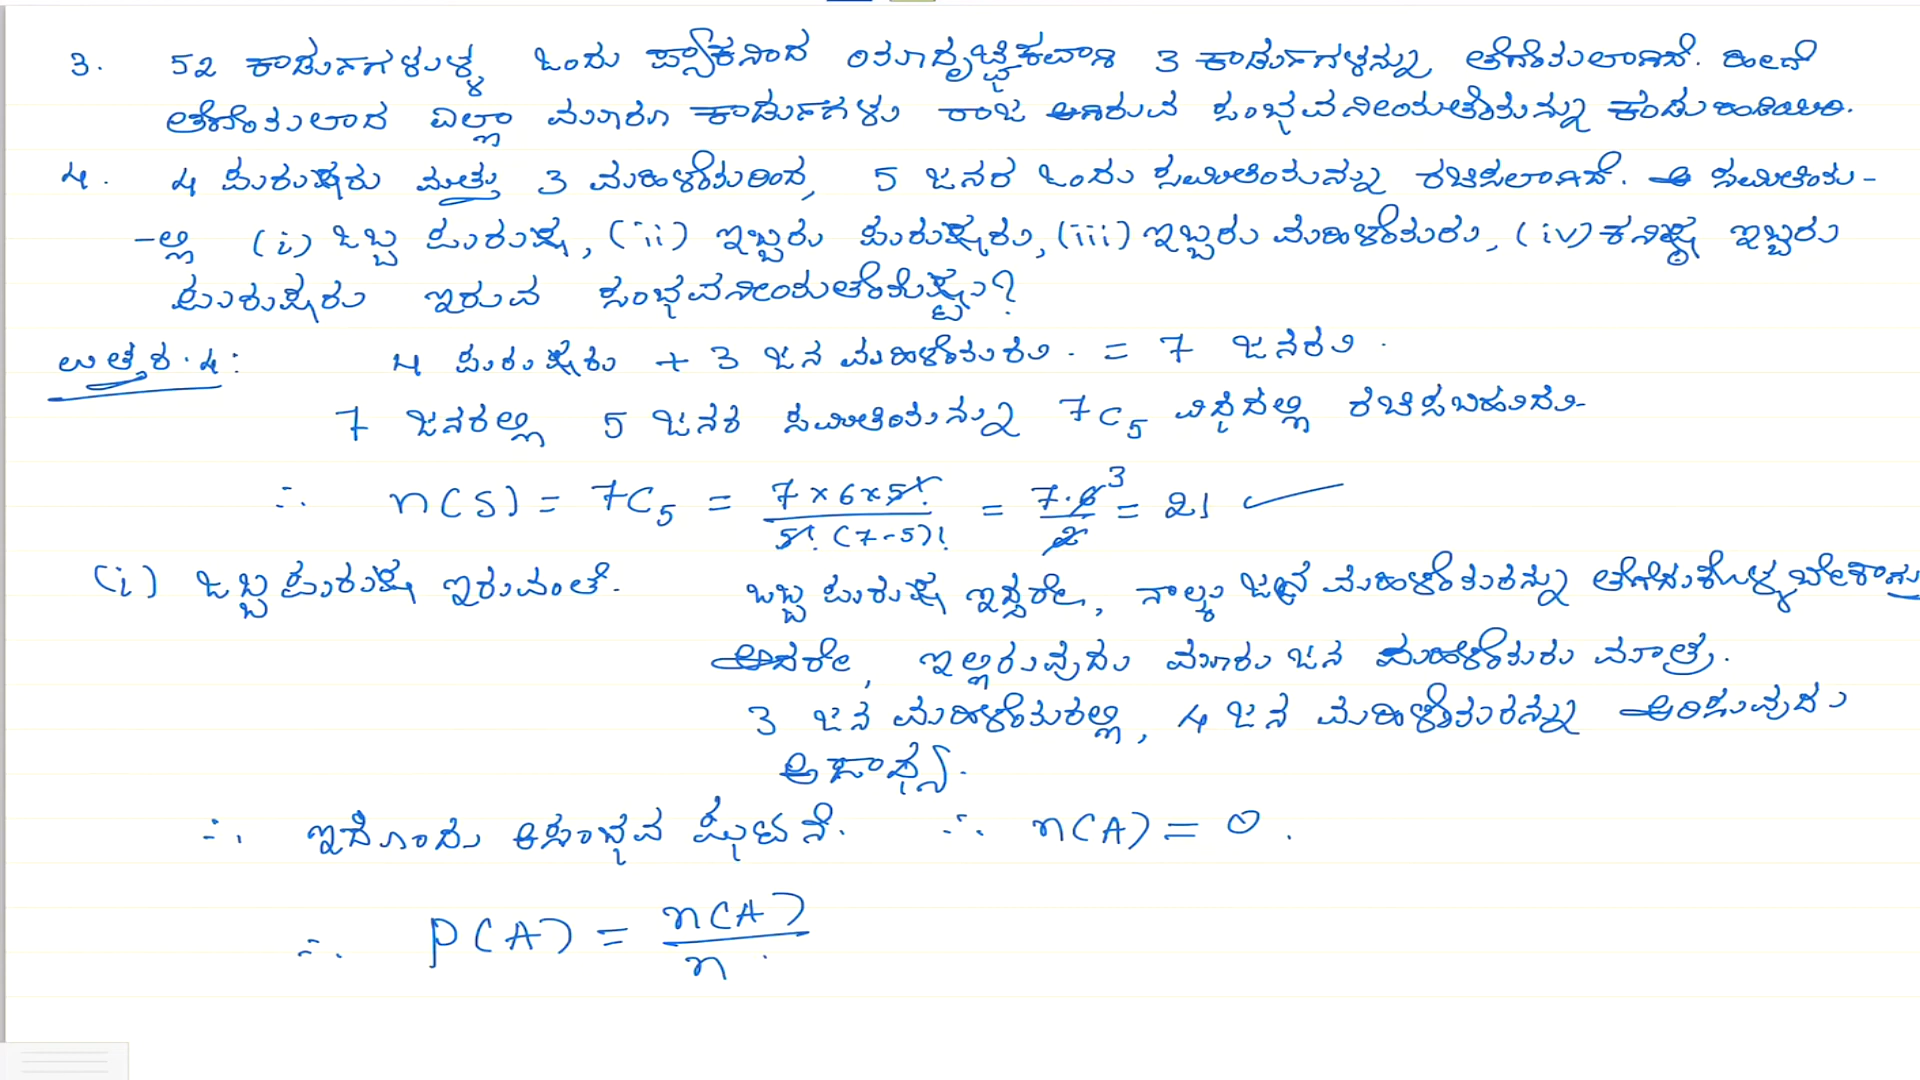 3. 52 ಕಾರ್ಡುಗಳುಳ್ಳ ಒಂದು ಪ್ಯಾಕನಿಂದ ಯಾದೃಚ್ಛಿಕವಾಗಿ 3 ಕಾರ್ಡುಗಳನ್ನು ತೆಗೆಯಲಾಗಿದೆ. ಹೀಗೆ
ತೆಗೆಯಲಾದ ಎಲ್ಲಾ ಮೂರೂ ಕಾರ್ಡುಗಳು ರಾಜ ಆಗಿರುವ ಸಂಭವನೀಯತೆಯನ್ನು ಕಂಡುಹಿಡಿಯಿರಿ.
4. 4 ಪುರುಷರು ಮತ್ತು 3 ಮಹಿಳೆಯರಿಂದ, 5 ಜನರ ಒಂದು ಸಮಿತಿಯನ್ನು ರಚಿಸಲಾಗಿದೆ. ಆ ಸಮಿತಿಯ-
-ಲ್ಲಿ (i) ಒಬ್ಬ ಪುರುಷ, (ii) ಇಬ್ಬರು ಪುರುಷರು, (iii) ಇಬ್ಬರು ಮಹಿಳೆಯರು, (iv) ಕನಿಷ್ಠ ಇಬ್ಬರು
ಪುರುಷರು ಇರುವ ಸಂಭವನೀಯತೆಯೆಷ್ಟು?
ಉತ್ತರ.4: 4 ಪುರುಷರು + 3 ಜನ ಮಹಿಳೆಯರು. = 7 ಜನರು.
7 ಜನರಲ್ಲಿ 5 ಜನರ ಸಮಿತಿಯನ್ನು 7C5 ವಿಧದಲ್ಲಿ ರಚಿಸಬಹುದು-
∴ n(S) = 7C5 = 7×6×5! / 5!(7-5)! = 7·6 3 / 2 = 21 ✓
(i) ಒಬ್ಬ ಪುರುಷ ಇರುವಂತೆ. ಒಬ್ಬ ಪುರುಷ ಇದ್ದರೇ, ನಾಲ್ಕು ಜನ ಮಹಿಳೆಯರನ್ನು ತೆಗೆದುಕೊಳ್ಳಬೇಕಾಗು
ಆದರೇ, ಇಲ್ಲಿರುವುದು ಮೂರು ಜನ ಮಹಿಳೆಯರು ಮಾತ್ರ.
3 ಜನ ಮಹಿಳೆಯರಲ್ಲಿ, 4 ಜನ ಮಹಿಳೆಯರನ್ನು ಆರಿಸುವುದು
ಅಸಾಧ್ಯ.
∴ ಇದೊಂದು ಅಸಂಭವ ಘಟನೆ. ∴ n(A) = 0.
∴ P(A) = n(A) / n